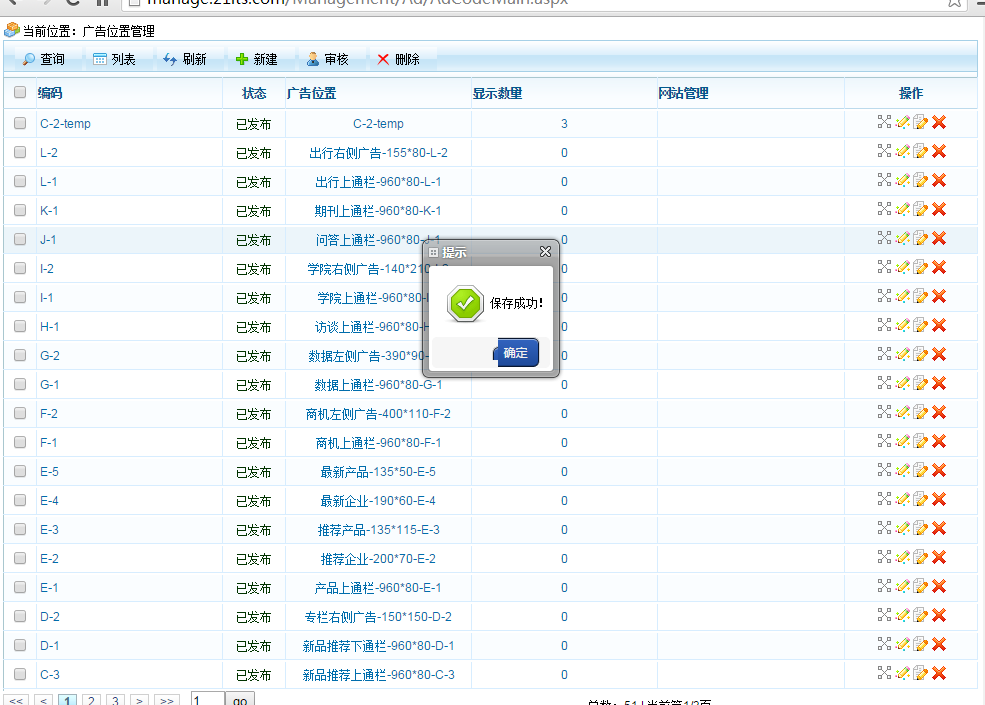 manage.21its.com/Management/Ad/AdCodeMain.aspx
当前位置：广告位置管理
查询 列表 刷新 新建 审核 删除
编码 状态 广告位置 显示数量 网站管理 操作
C-2-temp 已发布 C-2-temp 3
L-2 已发布 出行右侧广告-155*80-L-2 0
L-1 已发布 出行上通栏-960*80-L-1 0
K-1 已发布 期刊上通栏-960*80-K-1 0
J-1 已发布 问答上通栏-960*80-J-1 0
I-2 已发布 学院右侧广告-140*210-I-2 0
I-1 已发布 学院上通栏-960*80-I 0
H-1 已发布 访谈上通栏-960*80-H 0
G-2 已发布 数据左侧广告-390*90- 0
G-1 已发布 数据上通栏-960*80-G-1 0
F-2 已发布 商机左侧广告-400*110-F-2 0
F-1 已发布 商机上通栏-960*80-F-1 0
E-5 已发布 最新产品-135*50-E-5 0
E-4 已发布 最新企业-190*60-E-4 0
E-3 已发布 推荐产品-135*115-E-3 0
E-2 已发布 推荐企业-200*70-E-2 0
E-1 已发布 产品上通栏-960*80-E-1 0
D-2 已发布 专栏右侧广告-150*150-D-2 0
D-1 已发布 新品推荐下通栏-960*80-D-1 0
C-3 已发布 新品推荐上通栏-960*80-C-3 0
提示
保存成功!
确定
<< < 1 2 3 > >> 1 go 总数：51 | 当前第1/3页